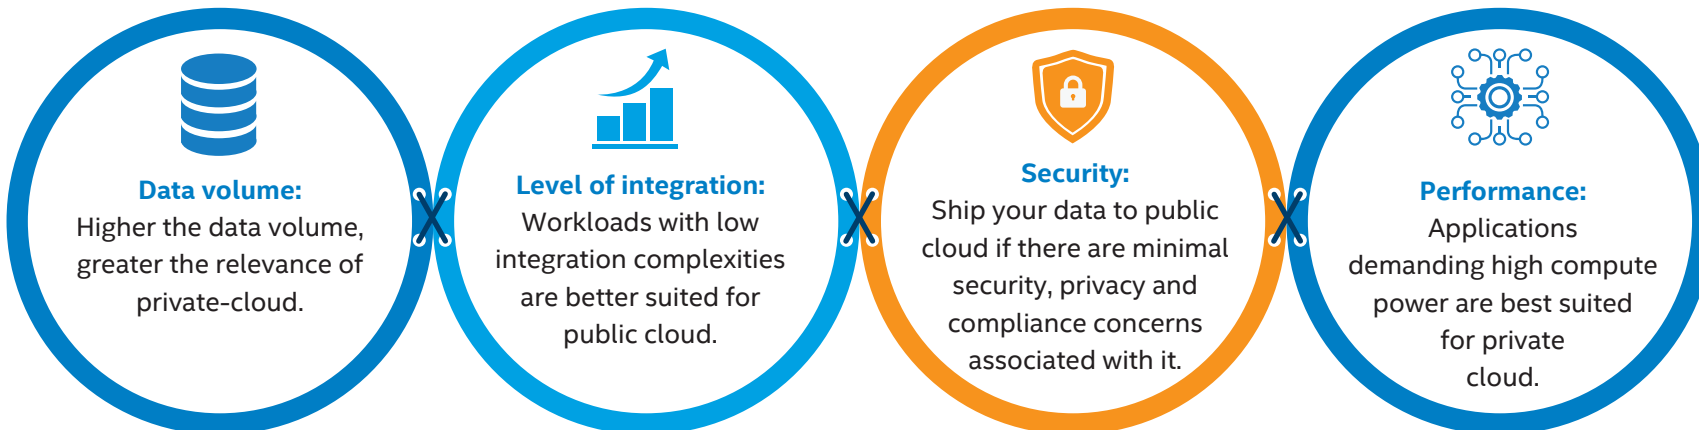 Data volume:
Higher the data volume,
greater the relevance of
private-cloud.
Level of integration:
Workloads with low
integration complexities
are better suited for
public cloud.
Security:
Ship your data to public
cloud if there are minimal
security, privacy and
compliance concerns
associated with it.
Performance:
Applications
demanding high compute
power are best suited
for private
cloud.